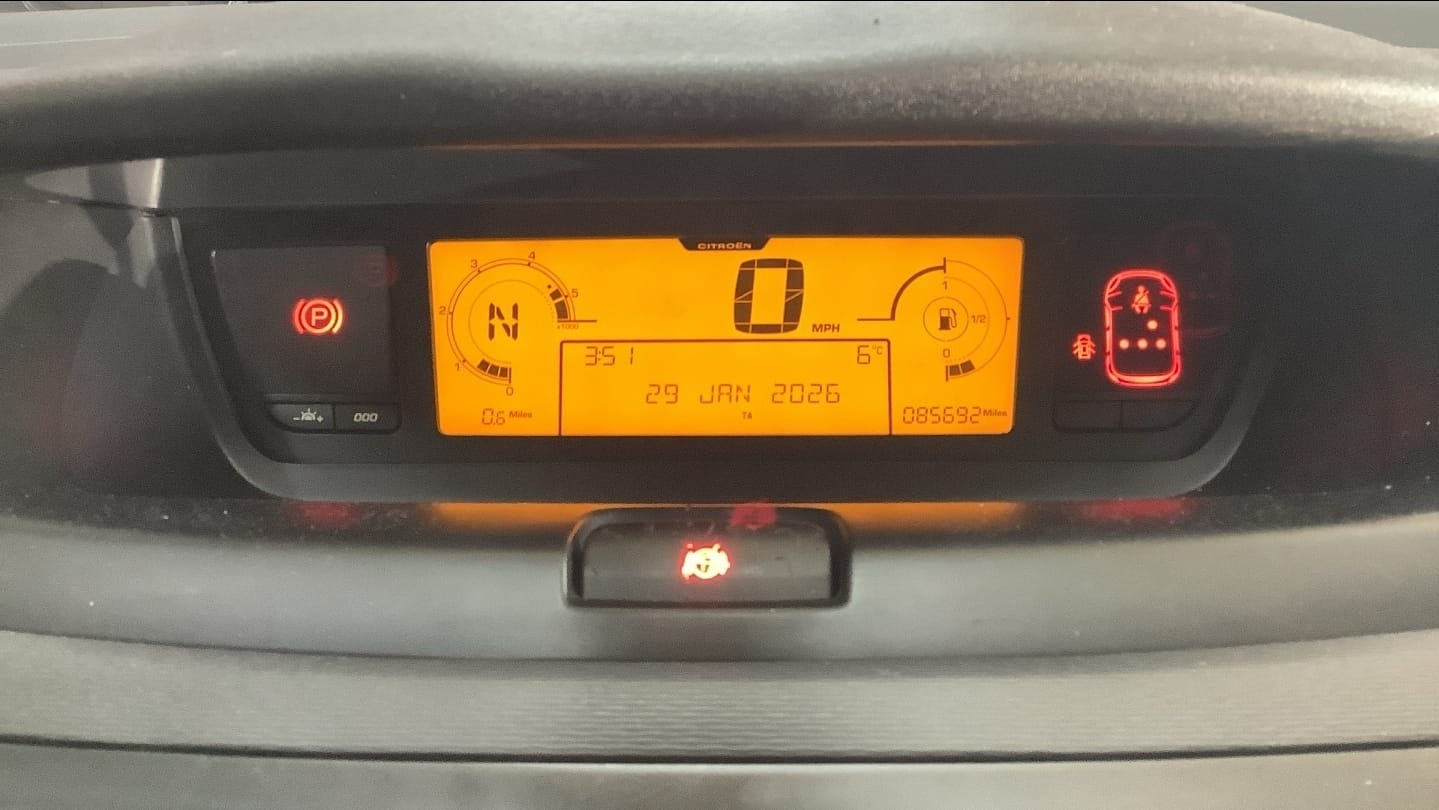 CITROËN
3
4
2
5
x1000
1
0
N
0
MPH
1
1/2
0
3:51
6°C
29 JAN 2026
TA
0.6 Miles
085692 Miles
P
- +
000